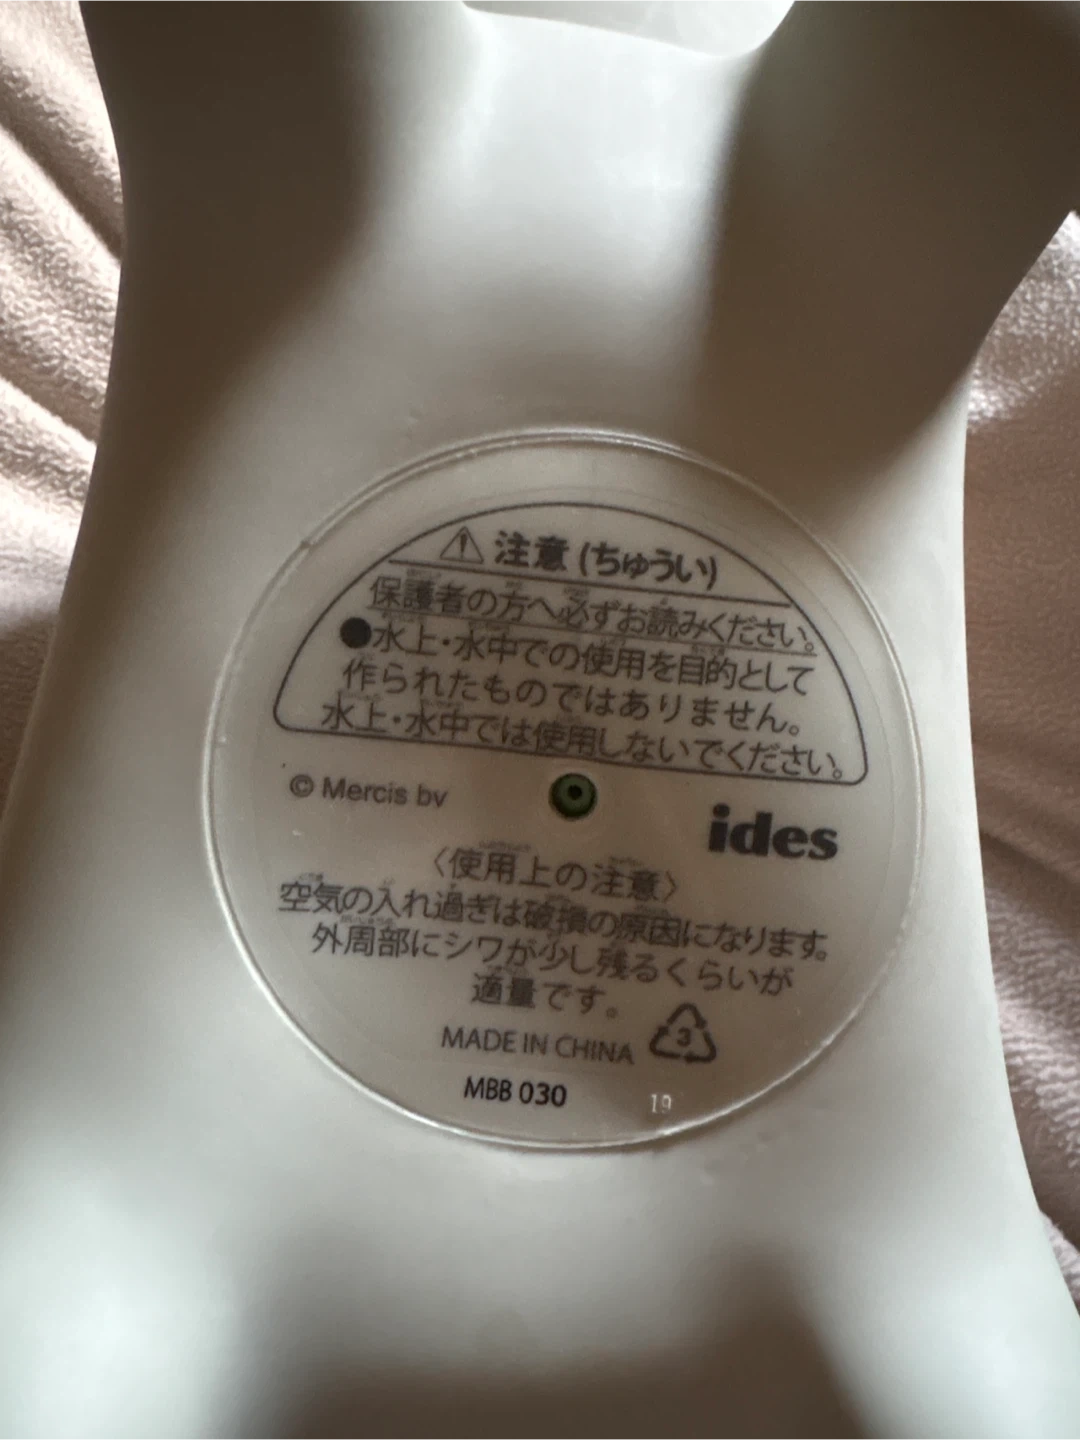 注意(ちゅうい)
保護者の方へ必ずお読みください。
●水上・水中での使用を目的として
作られたものではありません。
水上・水中では使用しないでください。
© Mercis bv
ides
〈使用上の注意〉
空気の入れ過ぎは破損の原因になります。
外周部にシワが少し残るくらいが
適量です。
MADE IN CHINA
3
MBB 030
19